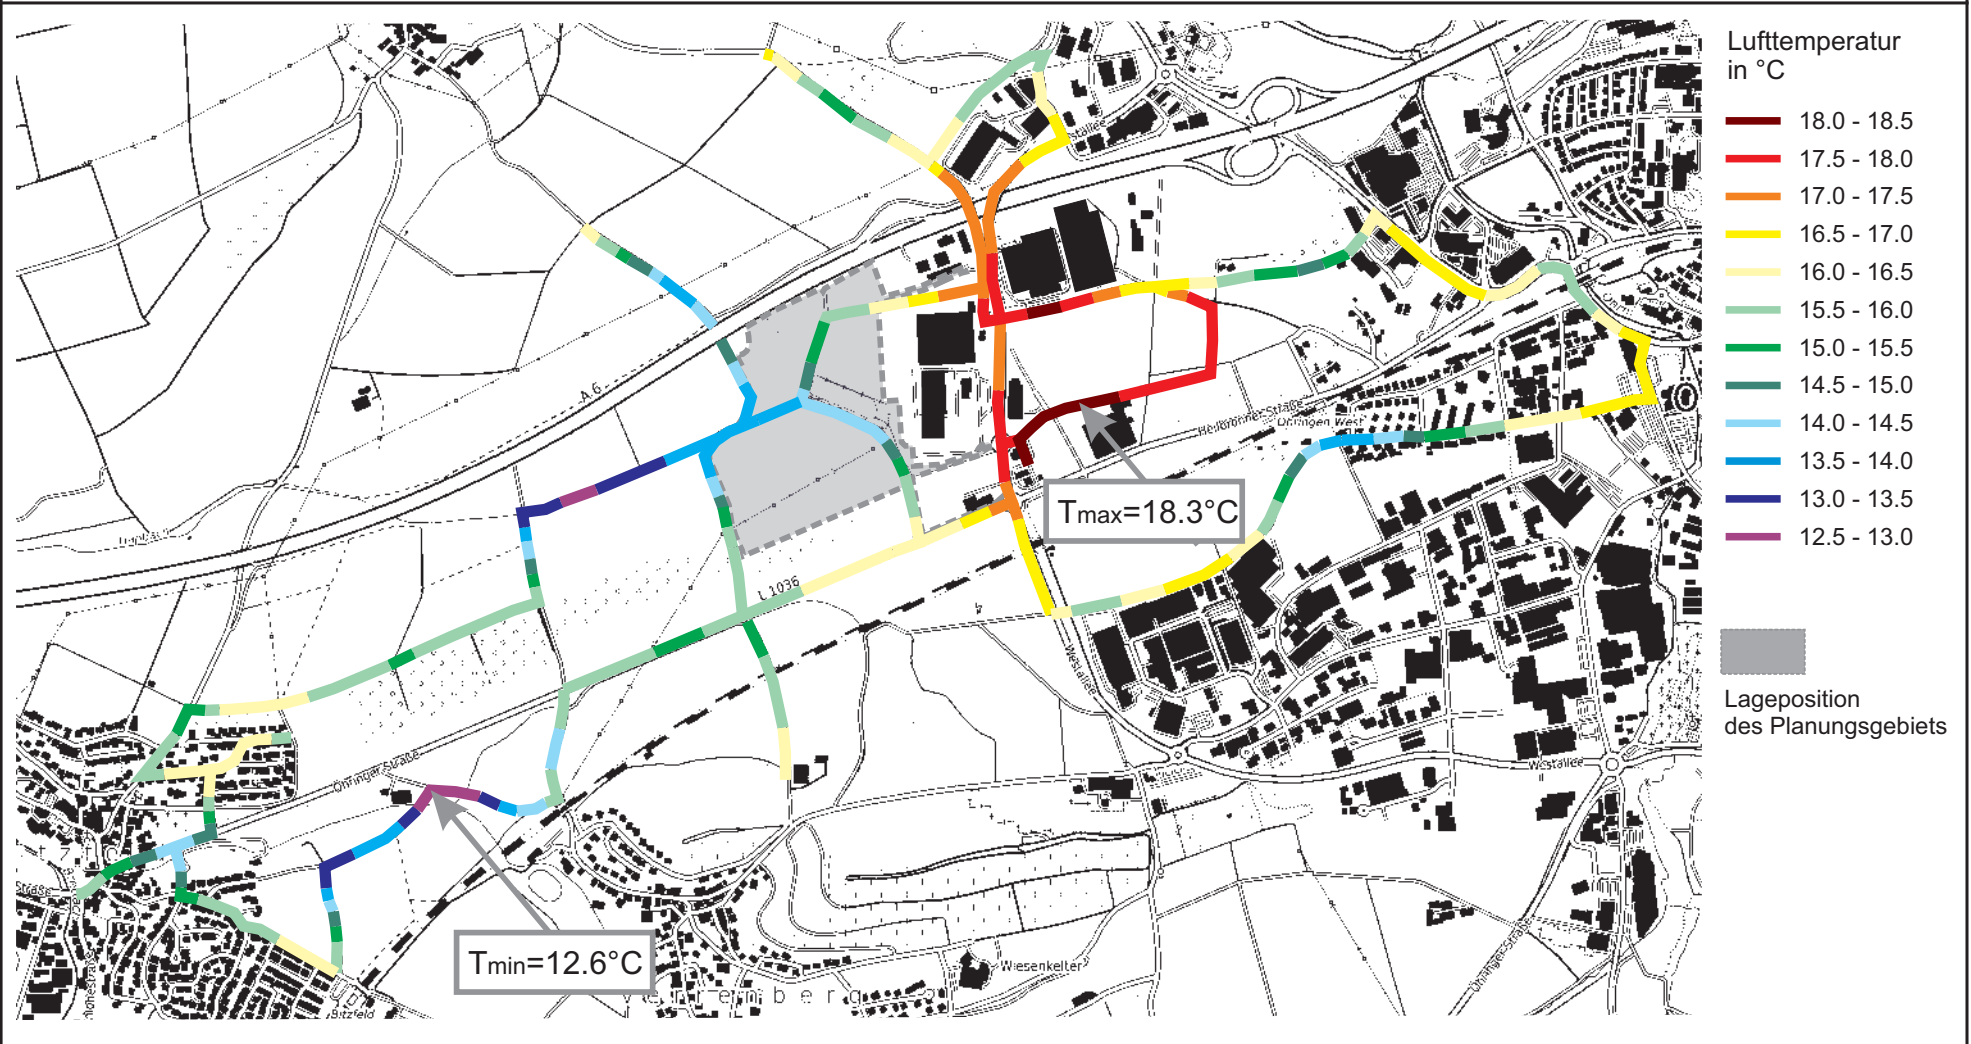 Lufttemperatur
in °C
18.0 - 18.5
17.5 - 18.0
17.0 - 17.5
16.5 - 17.0
16.0 - 16.5
15.5 - 16.0
15.0 - 15.5
14.5 - 15.0
14.0 - 14.5
13.5 - 14.0
13.0 - 13.5
12.5 - 13.0
Lageposition
des Planungsgebiets
A 6
Heilbronner-Straße
Öhringen West
Tmax=18.3°C
L 1036
Westallee
Westallee
Öhringer-Straße
Öhringer-Straße
Tmin=12.6°C
Wiesenkelter
Bitzfeld